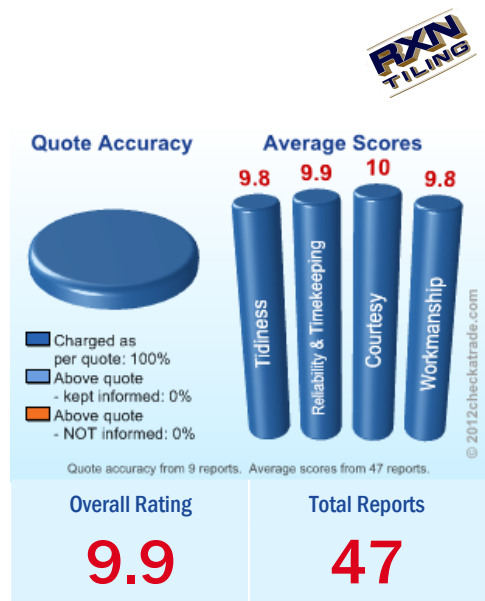 RXN
TILING
Quote Accuracy
Average Scores
9.8
9.9
10
9.8
Tidiness
Reliability & Timekeeping
Courtesy
Workmanship
Charged as
per quote: 100%
Above quote
- kept informed: 0%
Above quote
- NOT informed: 0%
© 2012checkatrade.com
Quote accuracy from 9 reports. Average scores from 47 reports.
Overall Rating
9.9
Total Reports
47